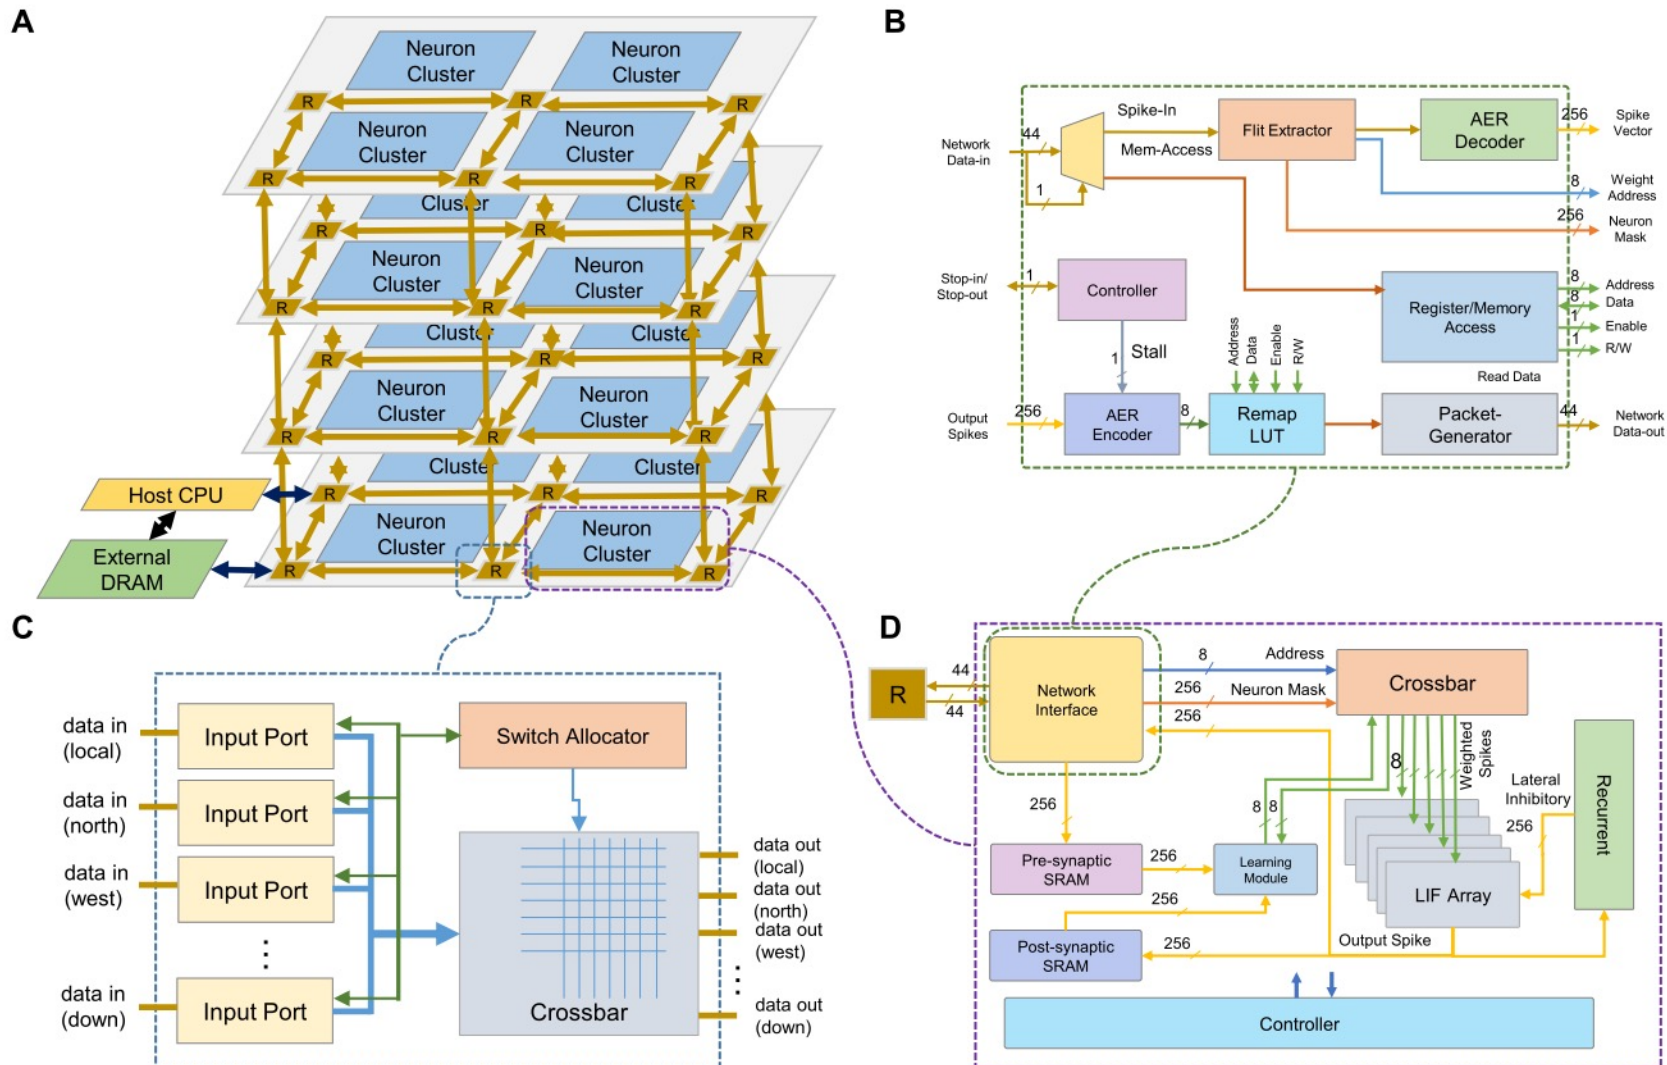 A
Neuron
Cluster
Neuron
Cluster
R
R
R
Neuron
Cluster
Neuron
Cluster
R
R
R
Cluster
Cluster
R
R
R
Neuron
Cluster
Neuron
Cluster
R
R
R
Cluster
Cluster
R
R
R
Neuron
Cluster
Neuron
Cluster
R
R
R
Cluster
Cluster
Host CPU
R
R
R
Neuron
Cluster
Neuron
Cluster
External
DRAM
R
R
R
B
Network
Data-in
44
1
Spike-In
Mem-Access
Flit Extractor
AER
Decoder
256
Spike
Vector
8
Weight
Address
256
Neuron
Mask
Stop-in/
Stop-out
1
Controller
Register/Memory
Access
8
Address
8
Data
1
Enable
1
R/W
1
Stall
Address
Data
Enable
R/W
Read Data
Output
Spikes
256
AER
Encoder
8
Remap
LUT
Packet-
Generator
44
Network
Data-out
C
data in
(local)
Input Port
Switch Allocator
data in
(north)
Input Port
data in
(west)
Input Port
data in
(down)
Input Port
Crossbar
data out
(local)
data out
(north)
data out
(west)
data out
(down)
D
R
44
44
Network
Interface
8
Address
256
Neuron Mask
256
Crossbar
8
Weighted
Spikes
Lateral
Inhibitory
256
Recurrent
256
8
8
Pre-synaptic
SRAM
256
Learning
Module
LIF Array
256
Post-synaptic
SRAM
256
Output Spike
Controller